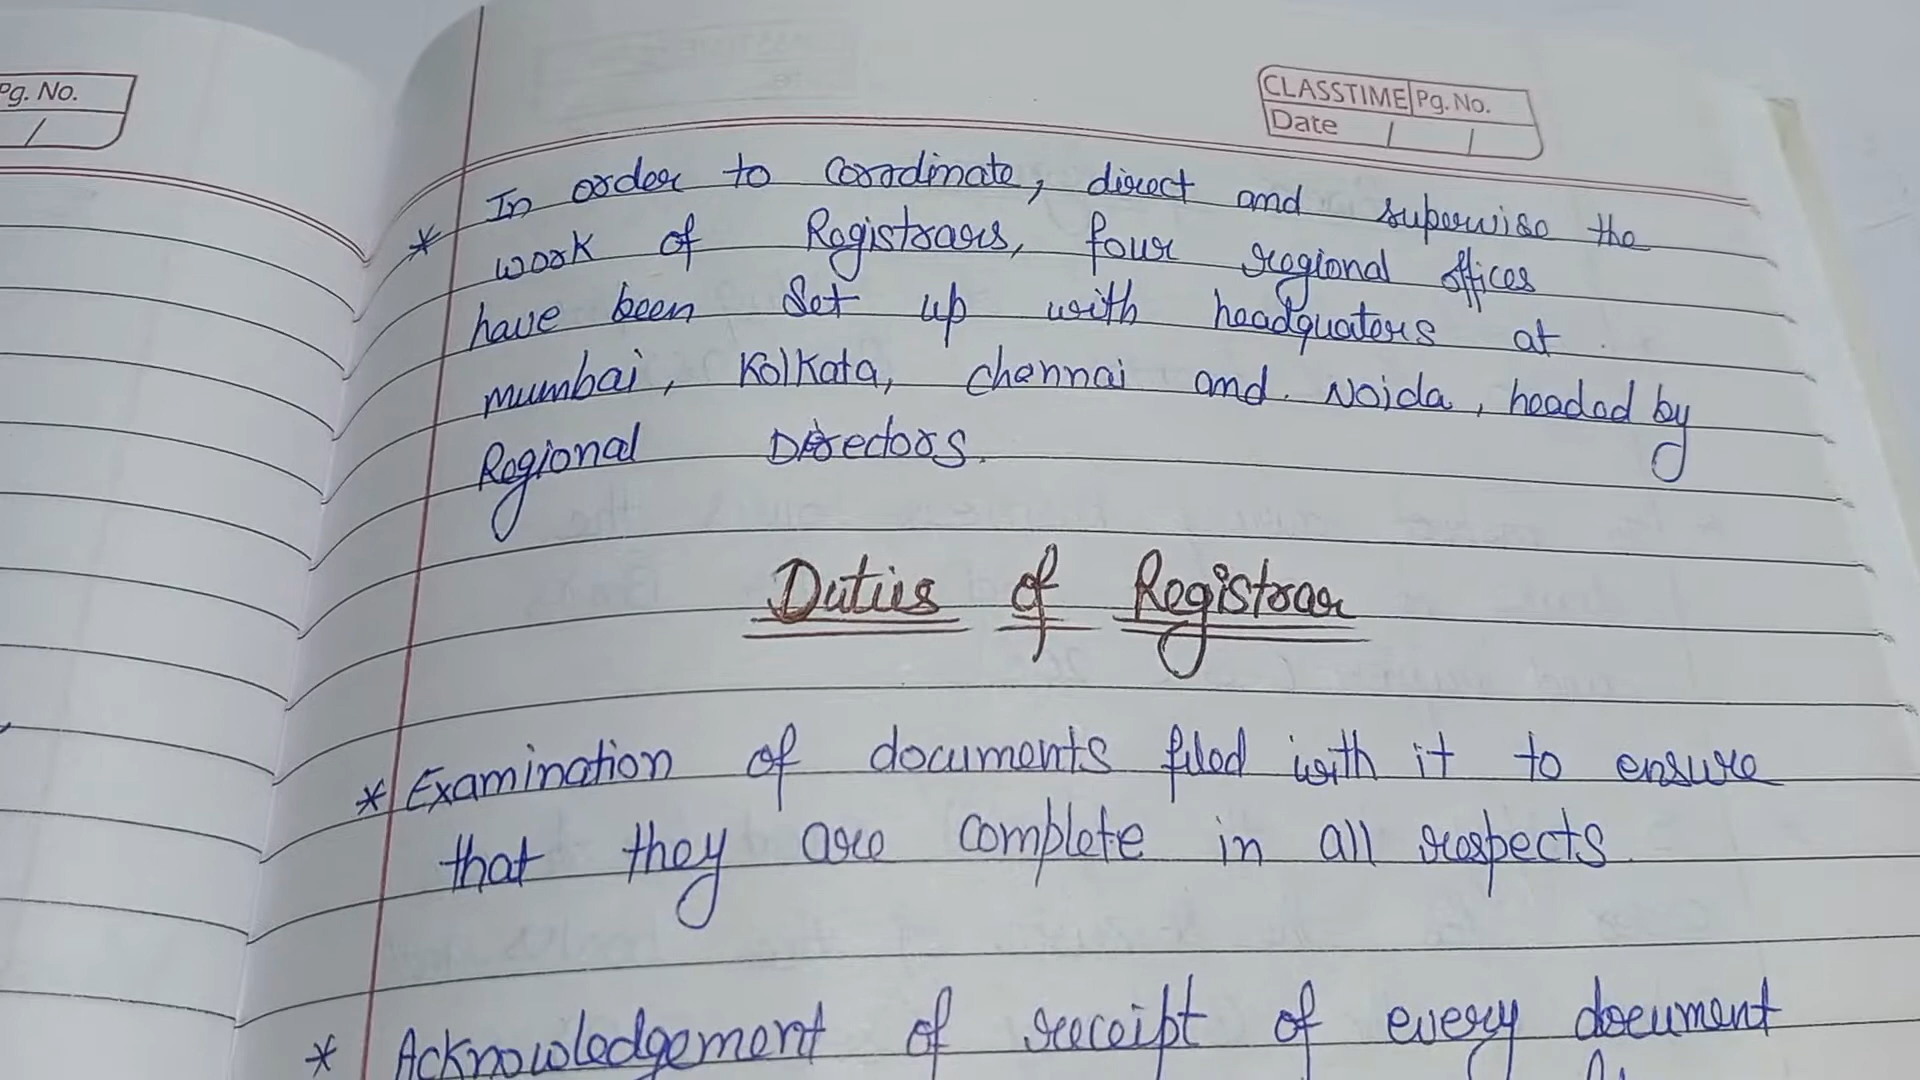 Pg. No.
CLASSTIME Pg. No.
Date / /
* In order to coordinate, direct and supervise the
work of Registrars, four regional offices
have been Set up with headquaters at
mumbai, Kolkata, chennai and Noida, headed by
Regional Directors.
Duties of Registrar
* Examination of documents filed with it to ensure
that they are complete in all respects
* Acknowledgement of receipt of every document